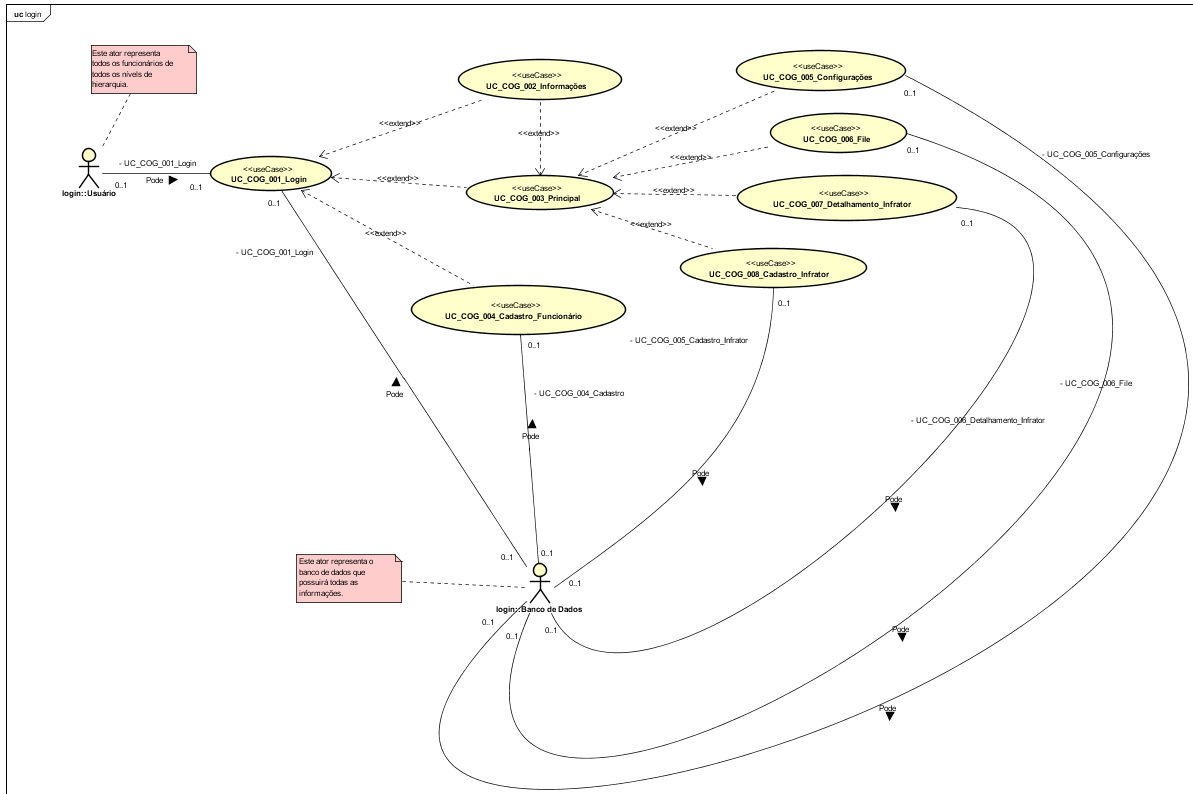 uc login
Este ator representa
todos os funcionários de
todos os níveis de
hierarquia.
login::Usuário
- UC_COG_001_Login
0..1
Pode
0..1
<<useCase>>
UC_COG_001_Login
0..1
<<useCase>>
UC_COG_002_Informações
<<extend>>
<<extend>>
<<extend>>
<<useCase>>
UC_COG_003_Principal
<<extend>>
<<useCase>>
UC_COG_004_Cadastro_Funcionário
0..1
<<useCase>>
UC_COG_005_Configurações
0..1
<<extend>>
<<useCase>>
UC_COG_006_File
0..1
<<extend>>
<<useCase>>
UC_COG_007_Detalhamento_Infrator
0..1
<<extend>>
<<useCase>>
UC_COG_008_Cadastro_Infrator
0..1
<<extend>>
- UC_COG_005_Configurações
- UC_COG_001_Login
- UC_COG_005_Cadastro_Infrator
- UC_COG_006_File
Pode
- UC_COG_004_Cadastro
- UC_COG_006_Detalhamento_Infrator
Pode
Pode
Pode
0..1
0..1
Este ator representa o
banco de dados que
possuirá todas as
informações.
0..1
login::Banco de Dados
0..1
0..1
0..1
Pode
Pode